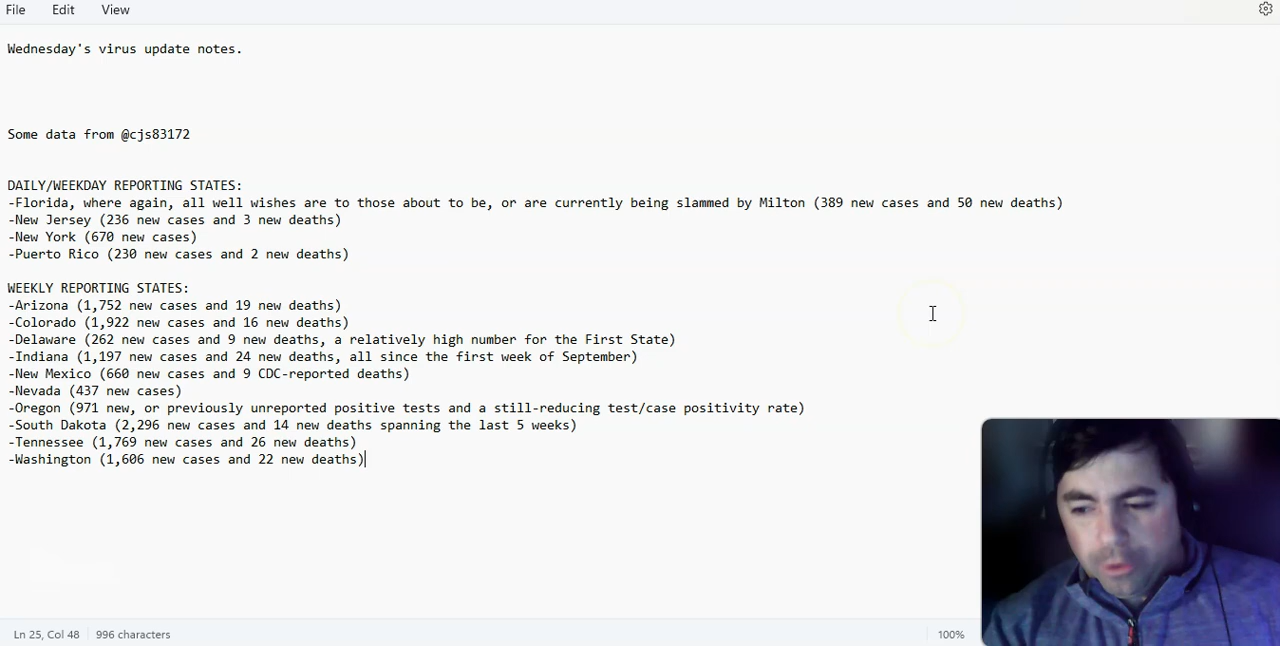 File Edit View
Wednesday's virus update notes.
Some data from @cjs83172
DAILY/WEEKDAY REPORTING STATES:
-Florida, where again, all well wishes are to those about to be, or are currently being slammed by Milton (389 new cases and 50 new deaths)
-New Jersey (236 new cases and 3 new deaths)
-New York (670 new cases)
-Puerto Rico (230 new cases and 2 new deaths)
WEEKLY REPORTING STATES:
-Arizona (1,752 new cases and 19 new deaths)
-Colorado (1,922 new cases and 16 new deaths)
-Delaware (262 new cases and 9 new deaths, a relatively high number for the First State)
-Indiana (1,197 new cases and 24 new deaths, all since the first week of September)
-New Mexico (660 new cases and 9 CDC-reported deaths)
-Nevada (437 new cases)
-Oregon (971 new, or previously unreported positive tests and a still-reducing test/case positivity rate)
-South Dakota (2,296 new cases and 14 new deaths spanning the last 5 weeks)
-Tennessee (1,769 new cases and 26 new deaths)
-Washington (1,606 new cases and 22 new deaths)
Ln 25, Col 48 996 characters 100%